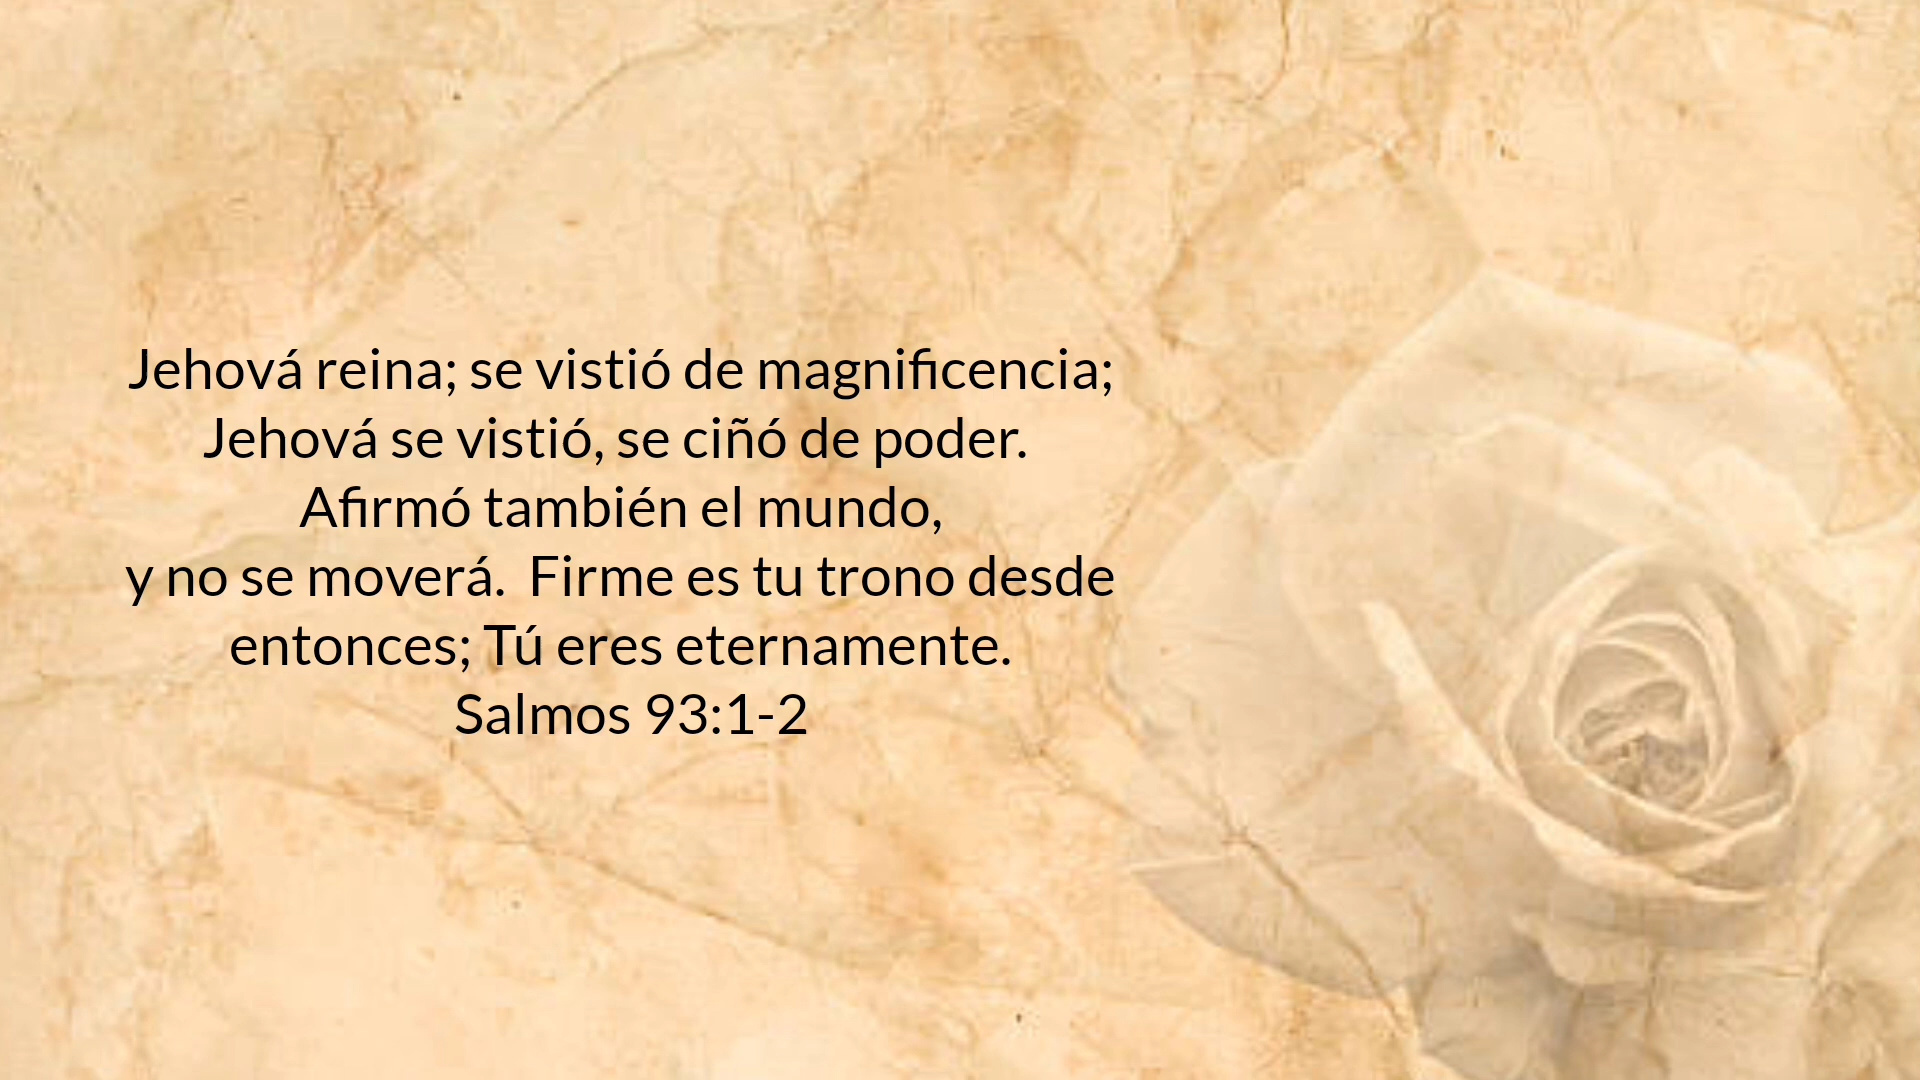 Jehová reina; se vistió de magnificencia;
Jehová se vistió, se ciñó de poder.
Afirmó también el mundo,
y no se moverá.  Firme es tu trono desde
entonces; Tú eres eternamente.
Salmos 93:1-2